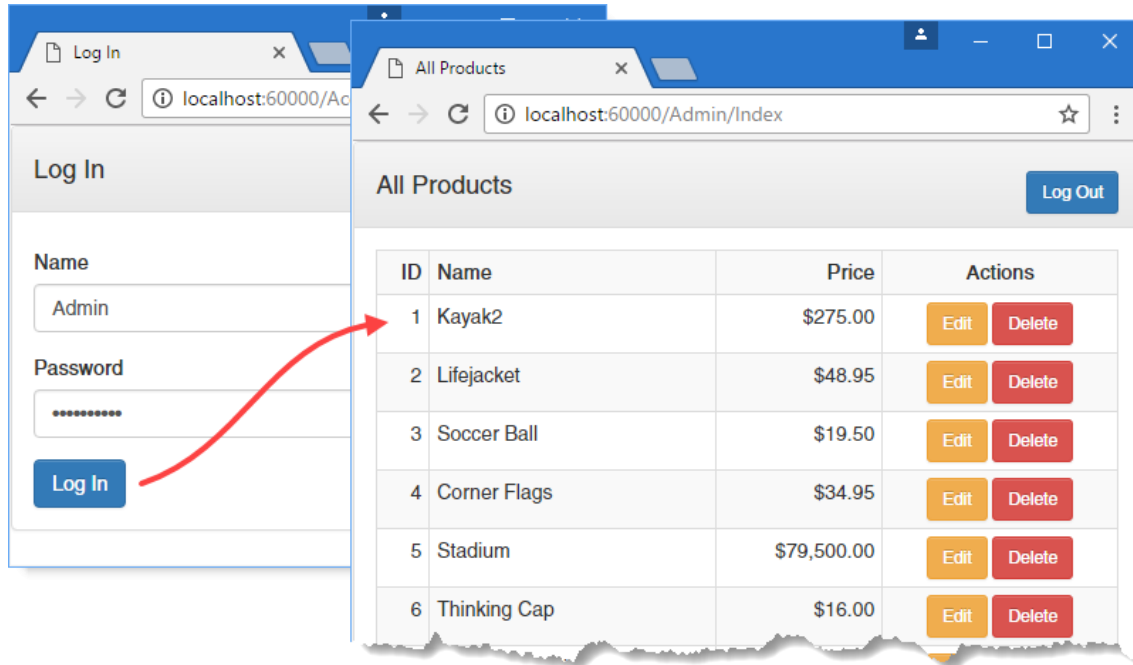 Log In
localhost:60000/Ac
Log In
Name
Admin
Password
••••••••••
Log In
All Products
localhost:60000/Admin/Index
All Products
Log Out
ID Name Price Actions
1 Kayak2 $275.00 Edit Delete
2 Lifejacket $48.95 Edit Delete
3 Soccer Ball $19.50 Edit Delete
4 Corner Flags $34.95 Edit Delete
5 Stadium $79,500.00 Edit Delete
6 Thinking Cap $16.00 Edit Delete